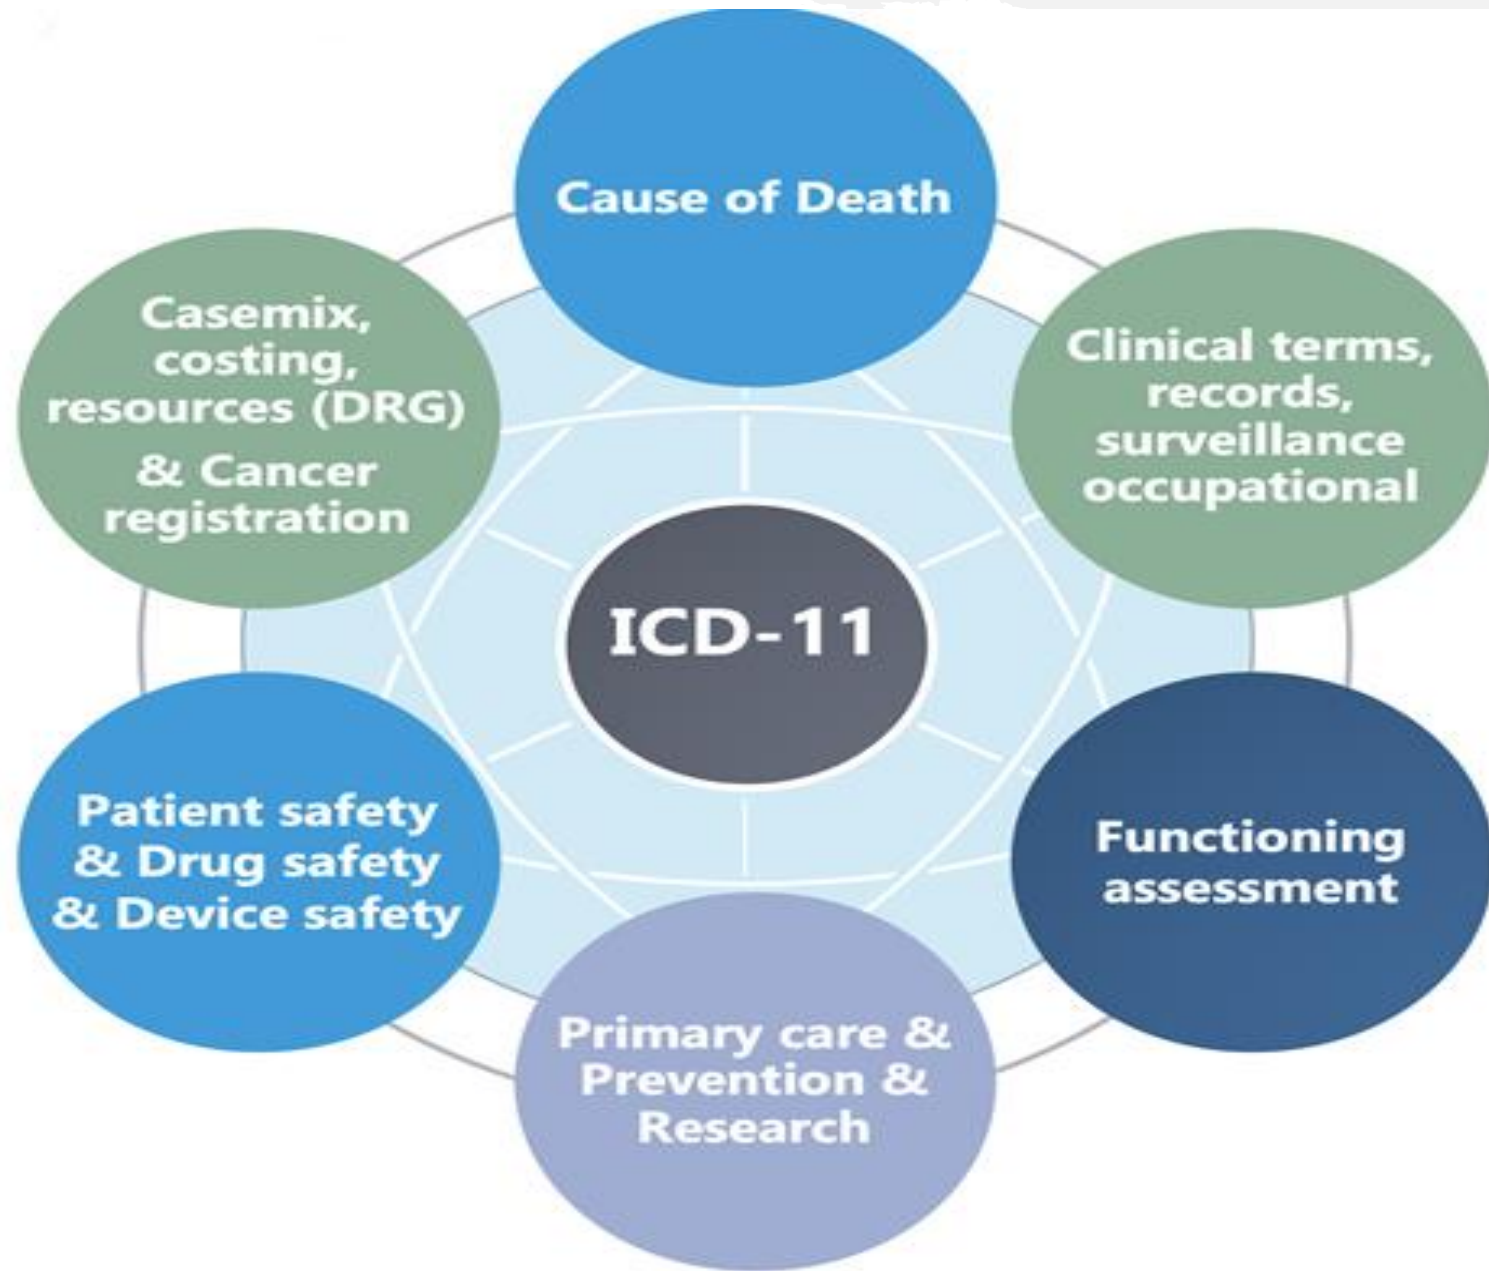 Cause of Death
Clinical terms,
records,
surveillance
occupational
Functioning
assessment
Primary care &
Prevention &
Research
Patient safety
& Drug safety
& Device safety
Casemix,
costing,
resources (DRG)
& Cancer
registration
ICD-11